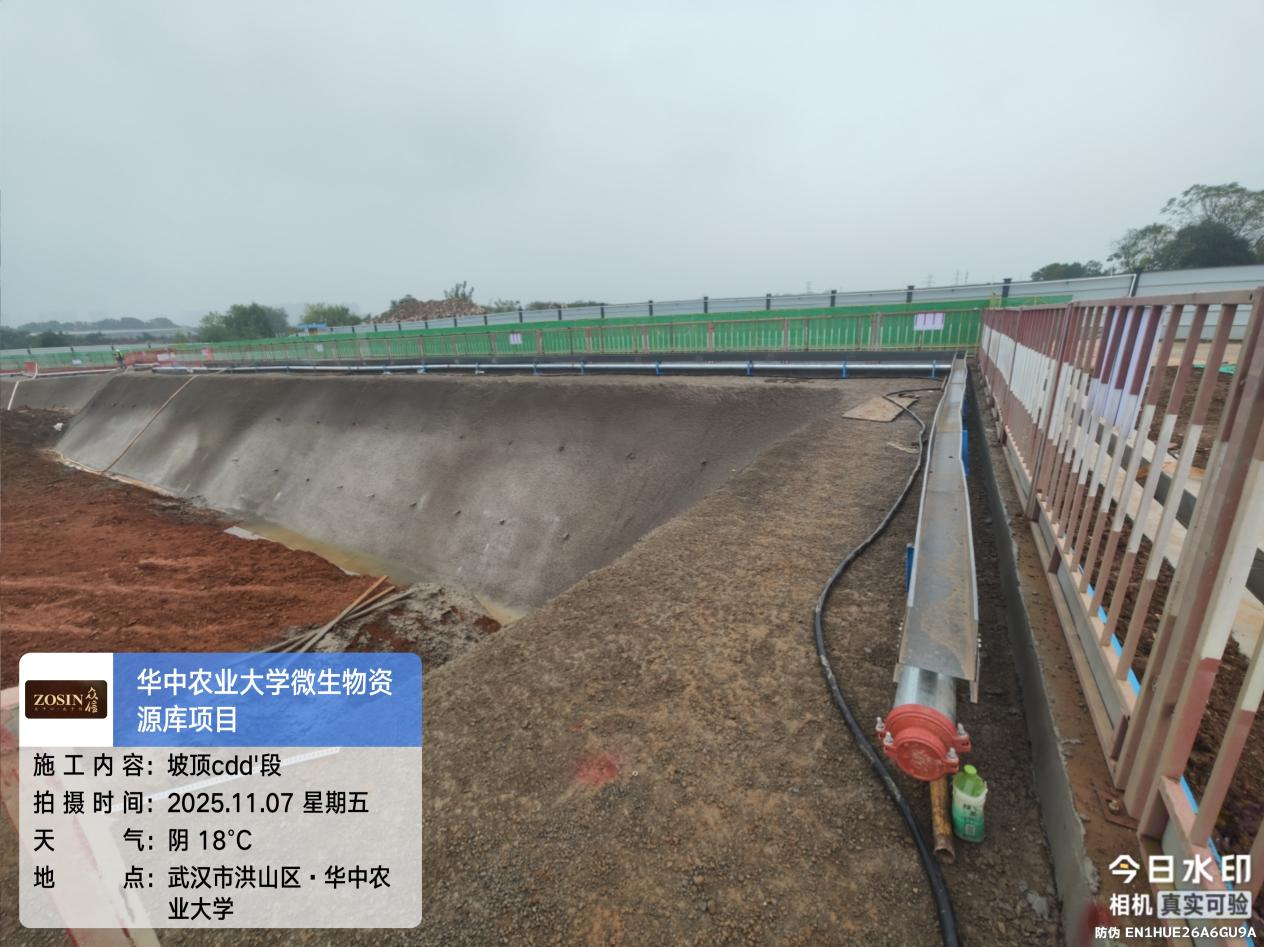 ZOSIN 众信
华中农业大学微生物资
源库项目
施工内容：坡顶cdd'段
拍摄时间：2025.11.07 星期五
天气：阴 18°C
地点：武汉市洪山区·华中农
业大学
今日水印
相机 真实可验
防伪 EN1HUE26A6GU9A